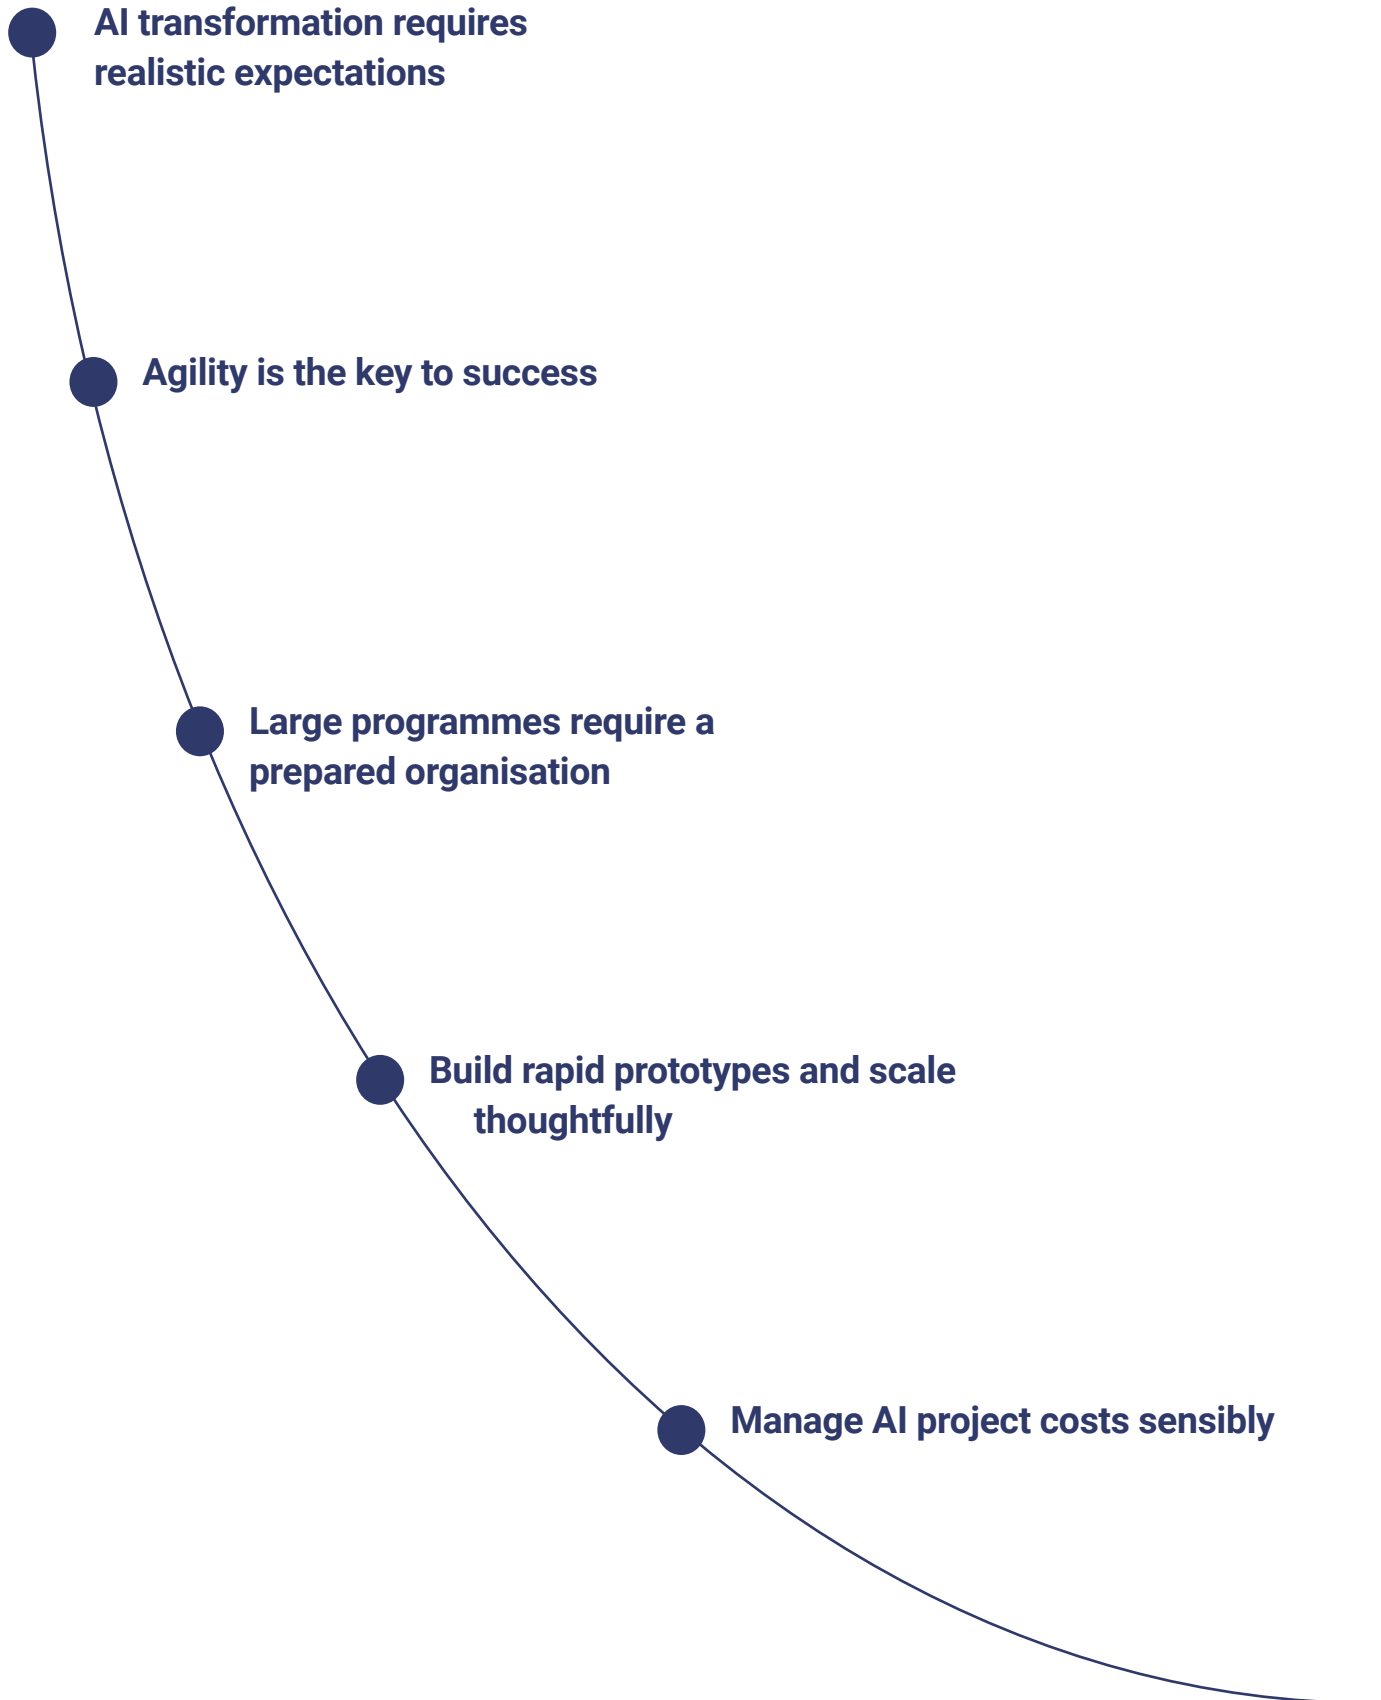 AI transformation requires
realistic expectations
Agility is the key to success
Large programmes require a
prepared organisation
Build rapid prototypes and scale
thoughtfully
Manage AI project costs sensibly